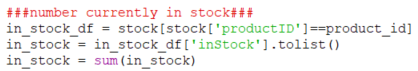 ###number currently in stock###
in_stock_df = stock[stock['productID']==product_id]
in_stock = in_stock_df['inStock'].tolist()
in_stock = sum(in_stock)